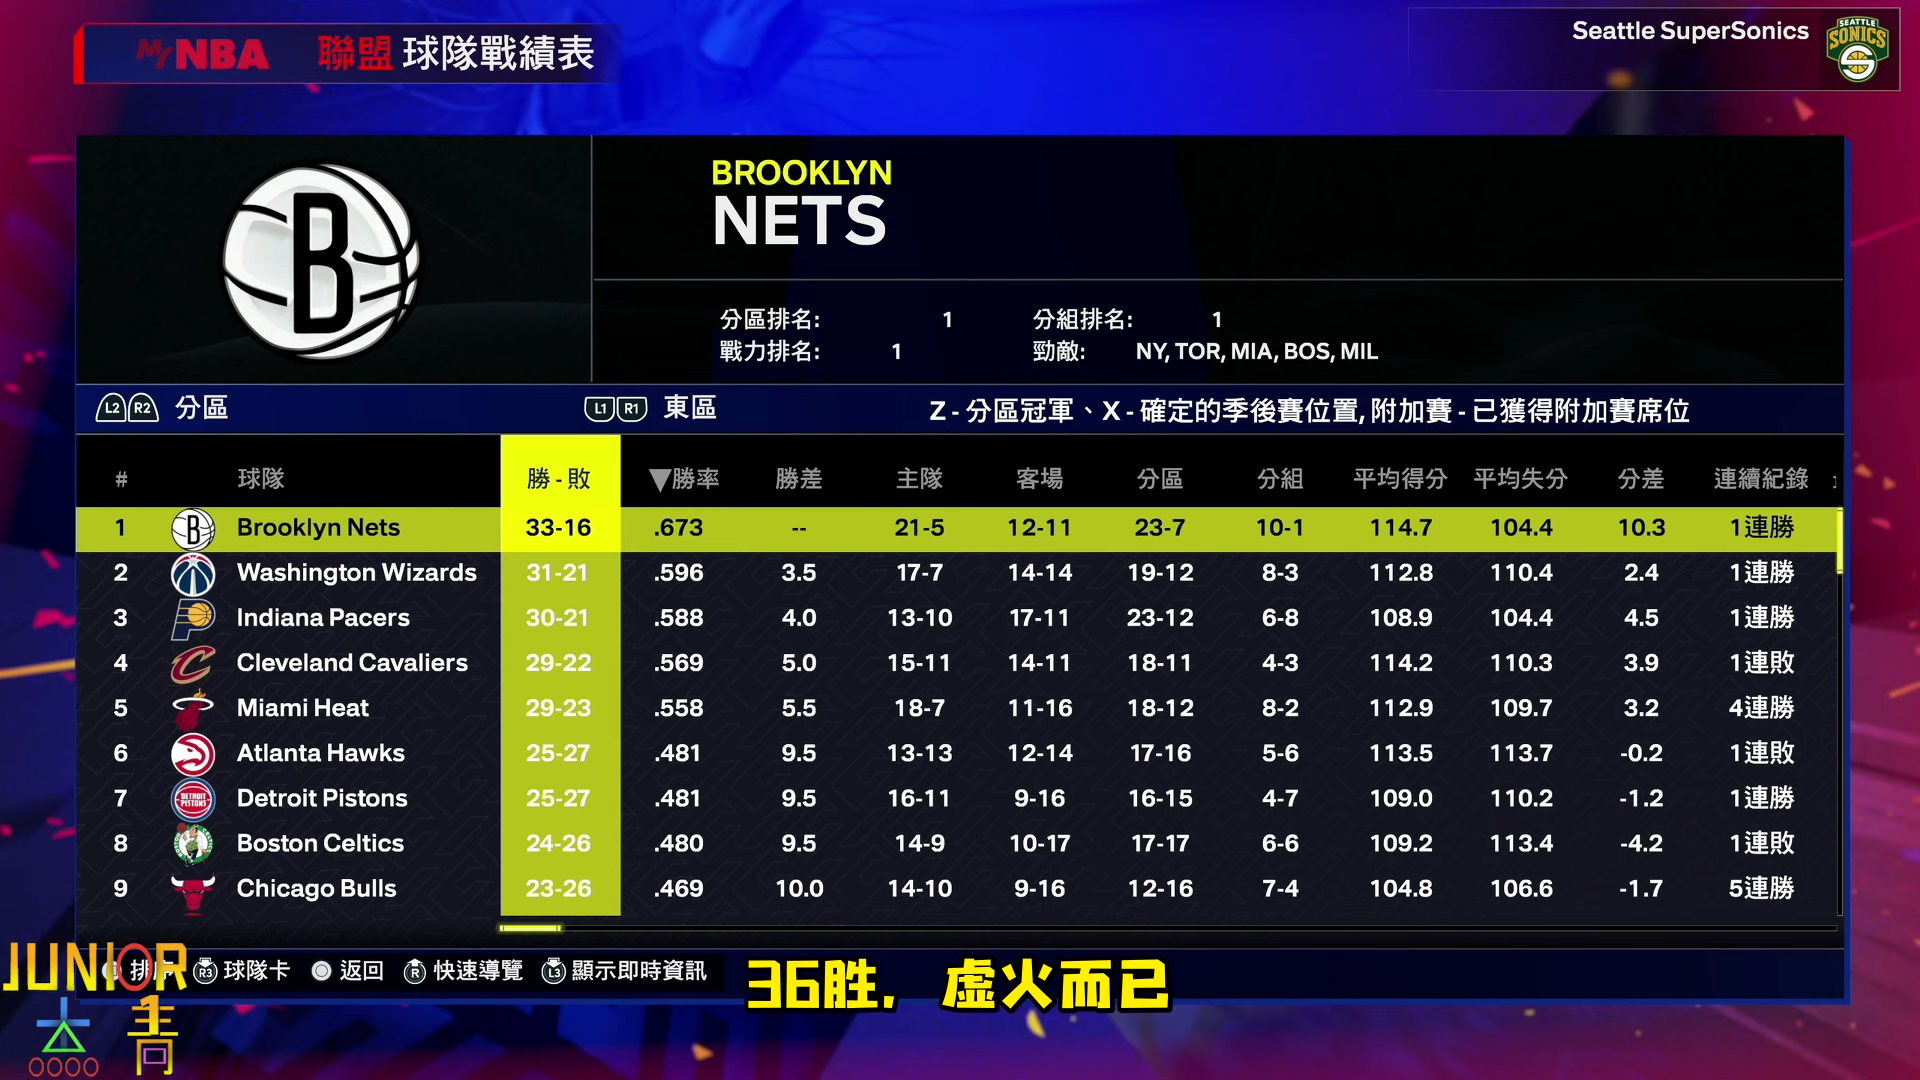 MyNBA 聯盟 球隊戰績表
Seattle SuperSonics
SEATTLE SONICS
B
BROOKLYN
NETS
分區排名: 1 分組排名: 1
戰力排名: 1 勁敵: NY, TOR, MIA, BOS, MIL
L2 R2 分區 L1 R1 東區 Z - 分區冠軍、X - 確定的季後賽位置, 附加賽 - 已獲得附加賽席位
# 球隊 勝 - 敗 ▼勝率 勝差 主隊 客場 分區 分組 平均得分 平均失分 分差 連續紀錄
1 Brooklyn Nets 33-16 .673 -- 21-5 12-11 23-7 10-1 114.7 104.4 10.3 1連勝
2 Washington Wizards 31-21 .596 3.5 17-7 14-14 19-12 8-3 112.8 110.4 2.4 1連勝
3 Indiana Pacers 30-21 .588 4.0 13-10 17-11 23-12 6-8 108.9 104.4 4.5 1連勝
4 Cleveland Cavaliers 29-22 .569 5.0 15-11 14-11 18-11 4-3 114.2 110.3 3.9 1連敗
5 Miami Heat 29-23 .558 5.5 18-7 11-16 18-12 8-2 112.9 109.7 3.2 4連勝
6 Atlanta Hawks 25-27 .481 9.5 13-13 12-14 17-16 5-6 113.5 113.7 -0.2 1連敗
7 Detroit Pistons 25-27 .481 9.5 16-11 9-16 16-15 4-7 109.0 110.2 -1.2 1連勝
8 Boston Celtics 24-26 .480 9.5 14-9 10-17 17-17 6-6 109.2 113.4 -4.2 1連敗
9 Chicago Bulls 23-26 .469 10.0 14-10 9-16 12-16 7-4 104.8 106.6 -1.7 5連勝
JUNIOR
R3 球隊卡 返回 R 快速導覽 L3 顯示即時資訊
36胜, 虚火而已